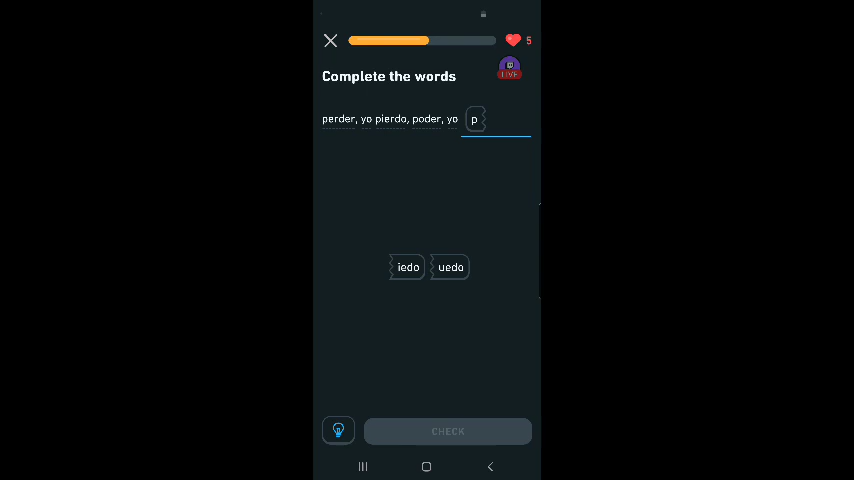 5
LIVE
Complete the words
perder, yo pierdo, poder, yo p
iedo uedo
CHECK